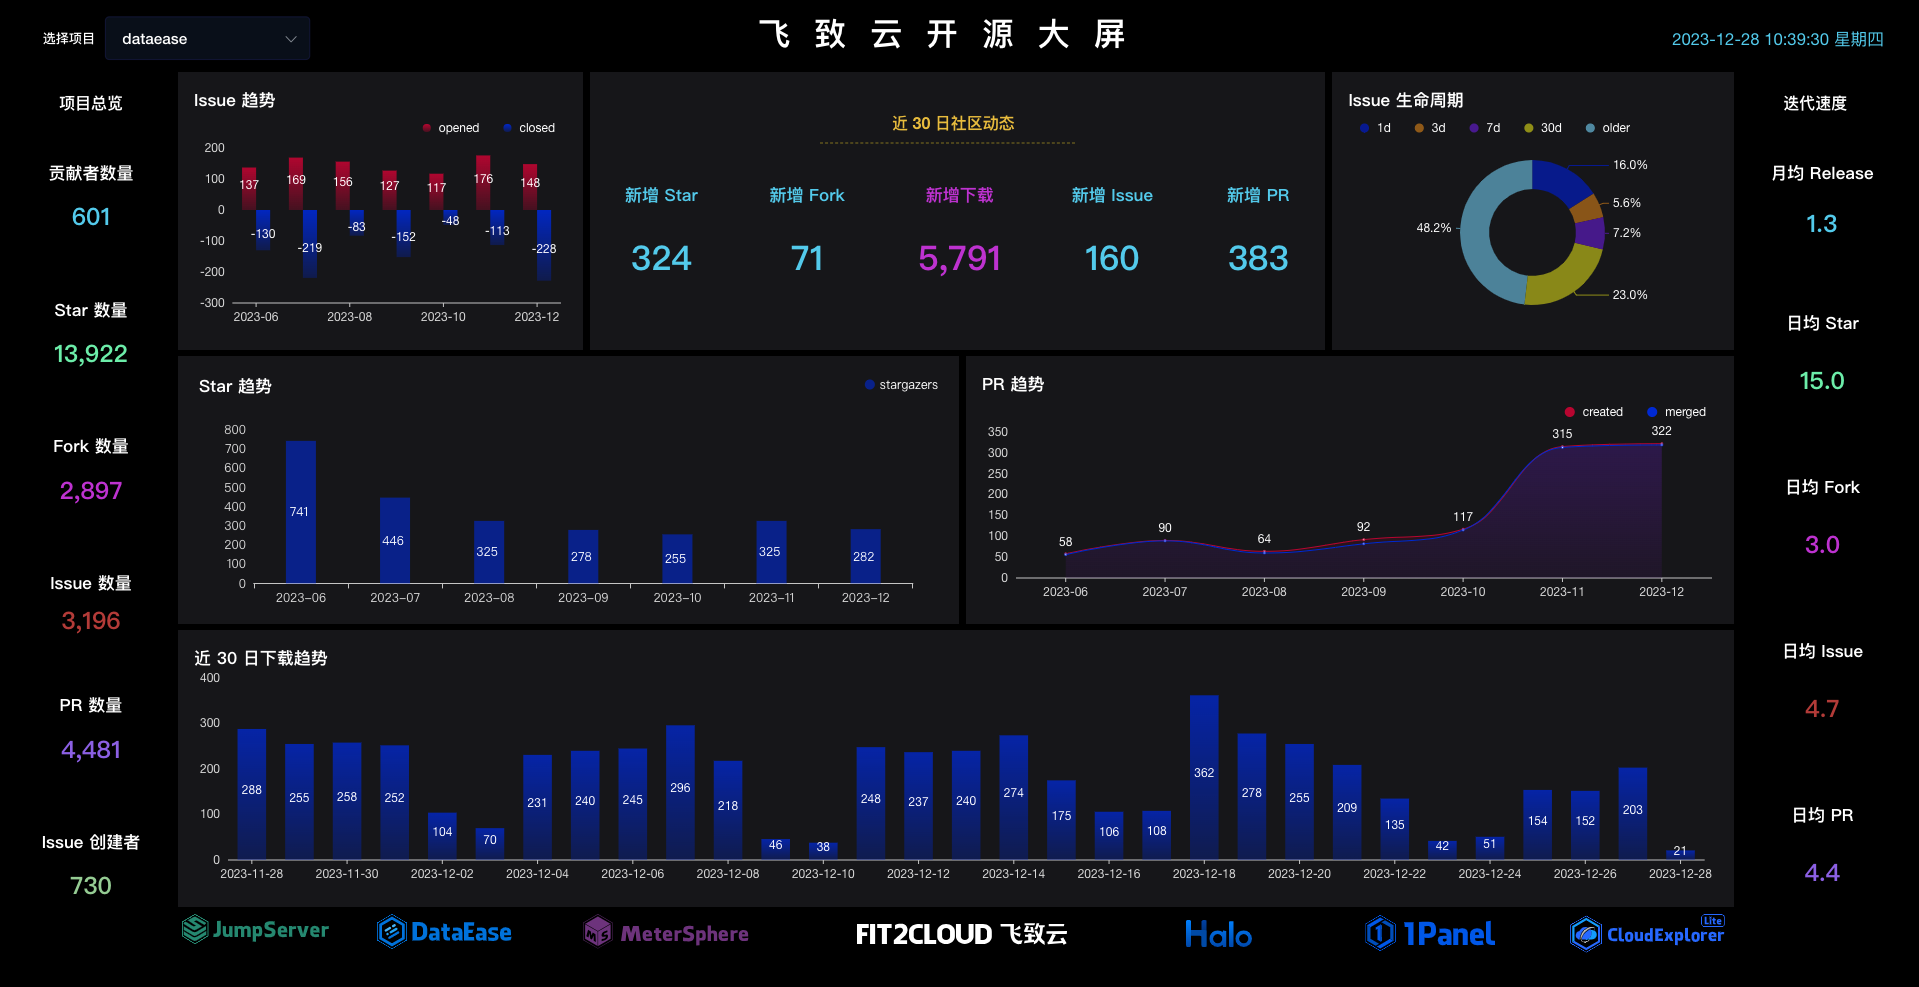 选择项目
dataease
飞致云开源大屏
2023-12-28 10:39:30 星期四
项目总览
贡献者数量
601
Star 数量
13,922
Fork 数量
2,897
Issue 数量
3,196
PR 数量
4,481
Issue 创建者
730
Issue 趋势
opened closed
200
100
0
-100
-200
-300
137 169 156 127 117 176 148
-130 -219 -83 -152 -48 -113 -228
2023-06 2023-08 2023-10 2023-12
近 30 日社区动态
新增 Star 新增 Fork 新增下载 新增 Issue 新增 PR
324 71 5,791 160 383
Issue 生命周期
1d 3d 7d 30d older
16.0%
5.6%
7.2%
48.2%
23.0%
Star 趋势
stargazers
800
700
600
500
400
300
200
100
0
741 446 325 278 255 325 282
2023-06 2023-07 2023-08 2023-09 2023-10 2023-11 2023-12
PR 趋势
created merged
350
300
250
200
150
100
50
0
58 90 64 92 117 315 322
2023-06 2023-07 2023-08 2023-09 2023-10 2023-11 2023-12
近 30 日下载趋势
400
300
200
100
0
288 255 258 252 104 70 231 240 245 296 218 46 38 248 237 240 274 175 106 108 362 278 255 209 135 42 51 154 152 203 21
2023-11-28 2023-11-30 2023-12-02 2023-12-04 2023-12-06 2023-12-08 2023-12-10 2023-12-12 2023-12-14 2023-12-16 2023-12-18 2023-12-20 2023-12-22 2023-12-24 2023-12-26 2023-12-28
迭代速度
月均 Release
1.3
日均 Star
15.0
日均 Fork
3.0
日均 Issue
4.7
日均 PR
4.4
JumpServer DataEase MS MeterSphere FIT2CLOUD 飞致云 Halo 1 1Panel CloudExplorer Lite